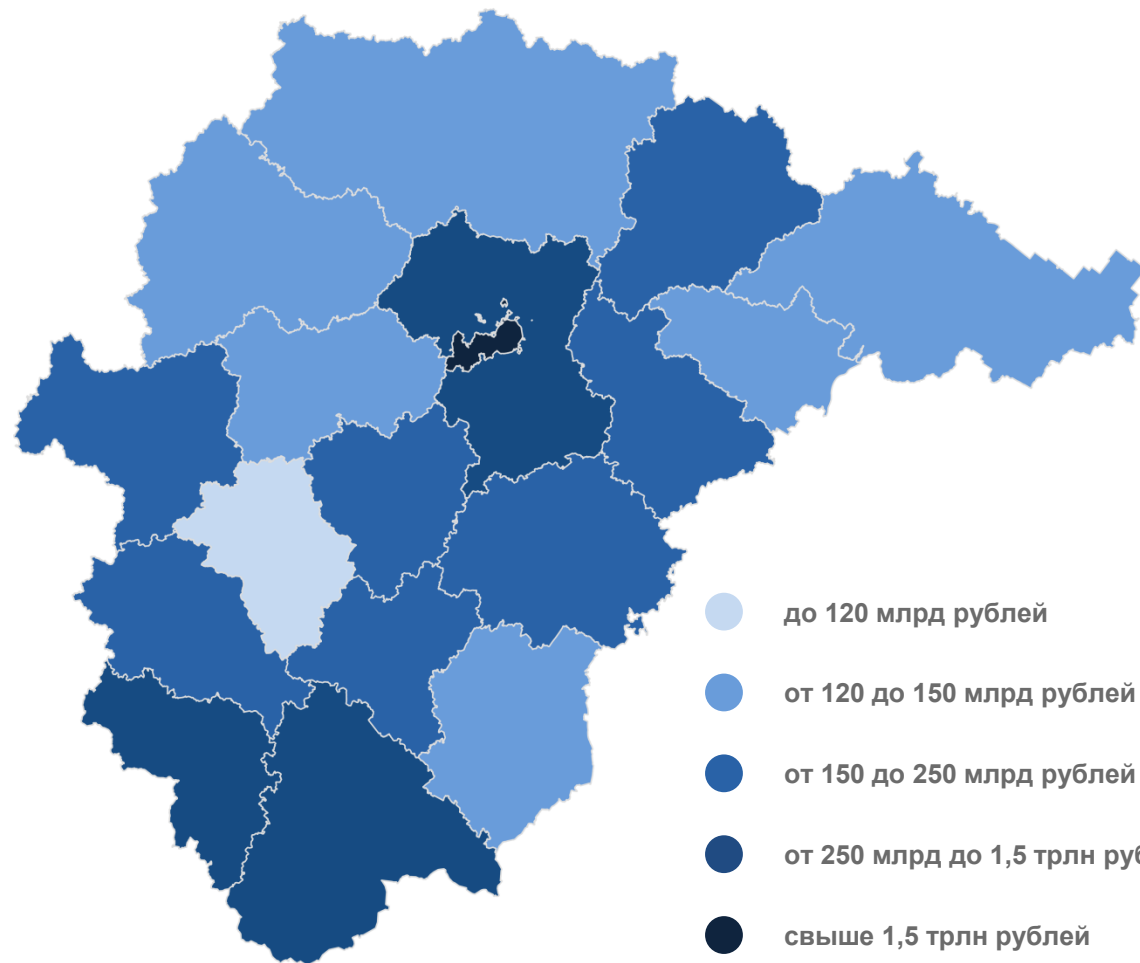 до 120 млрд рублей
от 120 до 150 млрд рублей
от 150 до 250 млрд рублей
от 250 млрд до 1,5 трлн
свыше 1,5 трлн рублей